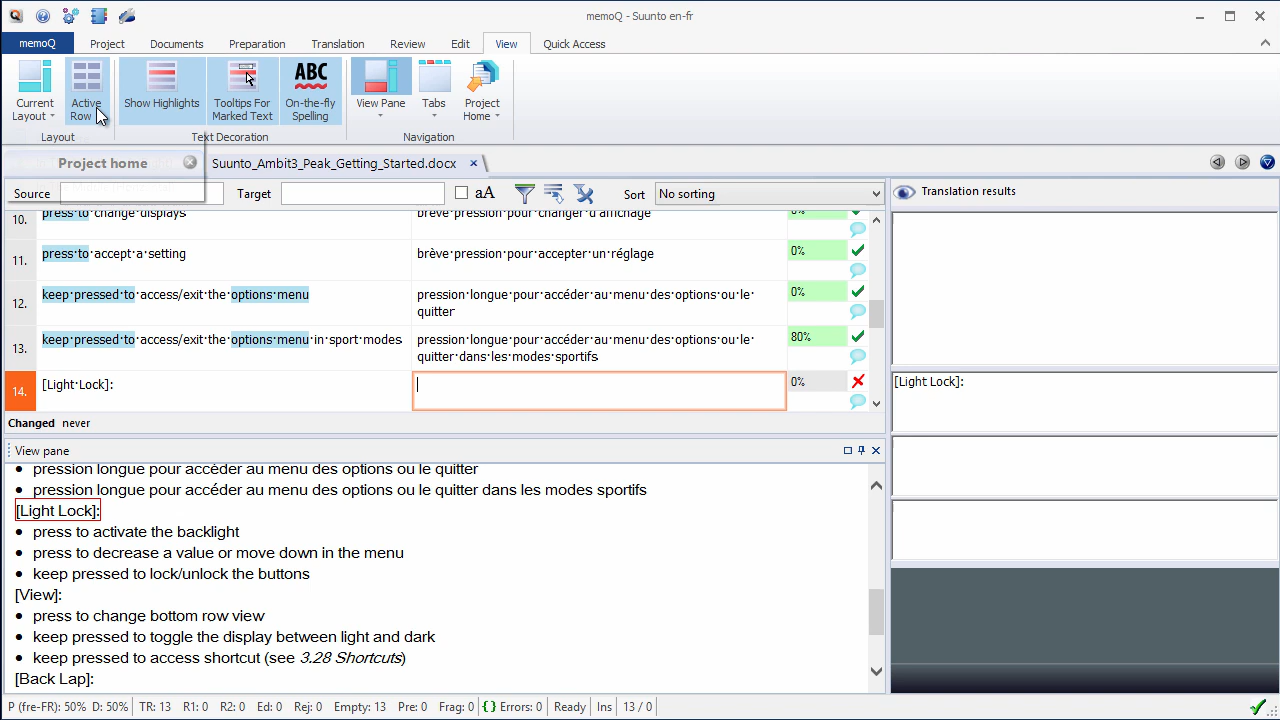 memoQ - Suunto en-fr
memoQ Project Documents Preparation Translation Review Edit View Quick Access
Current Layout
Active Row
Show Highlights
Tooltips For Marked Text
ABC
On-the-fly Spelling
View Pane
Tabs
Project Home
Layout Text Decoration Navigation
Project home Suunto_Ambit3_Peak_Getting_Started.docx
Source Target aA Sort No sorting
10. press·to·change·displays brève·pression·pour·changer·d'affichage 0%
11. press·to·accept·a·setting brève·pression·pour·accepter·un·réglage 0%
12. keep·pressed·to·access/exit·the·options·menu pression·longue·pour·accéder·au·menu·des·options·ou·le· 0%
quitter
13. keep·pressed·to·access/exit·the·options·menu·in·sport·modes pression·longue·pour·accéder·au·menu·des·options·ou·le· 80%
quitter·dans·les·modes·sportifs
14. [Light·Lock]: 0%
Changed never
Translation results
[Light Lock]:
View pane
• pression longue pour accéder au menu des options ou le quitter
• pression longue pour accéder au menu des options ou le quitter dans les modes sportifs
[Light Lock]:
• press to activate the backlight
• press to decrease a value or move down in the menu
• keep pressed to lock/unlock the buttons
[View]:
• press to change bottom row view
• keep pressed to toggle the display between light and dark
• keep pressed to access shortcut (see 3.28 Shortcuts)
[Back Lap]:
P (fre-FR): 50% D: 50% TR: 13 R1: 0 R2: 0 Ed: 0 Rej: 0 Empty: 13 Pre: 0 Frag: 0 {} Errors: 0 Ready Ins 13 / 0